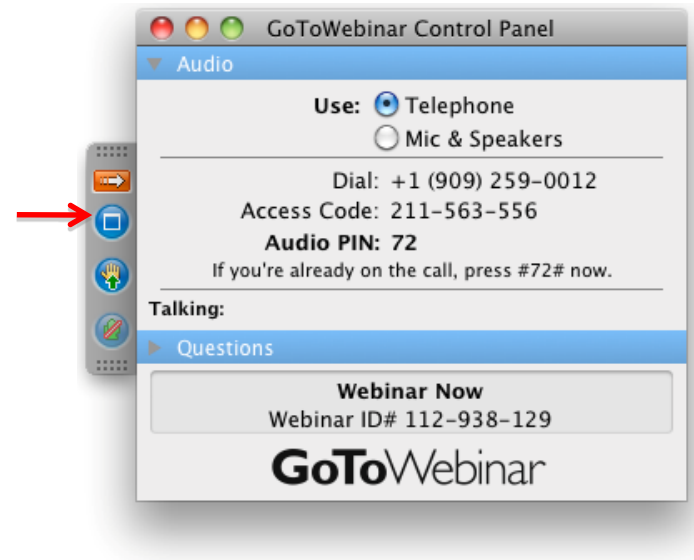 GoToWebinar Control Panel
Audio
Use: Telephone
Mic & Speakers
Dial: +1 (909) 259-0012
Access Code: 211-563-556
Audio PIN: 72
If you're already on the call, press #72# now.
Talking:
Questions
Webinar Now
Webinar ID# 112-938-129
GoToWebinar